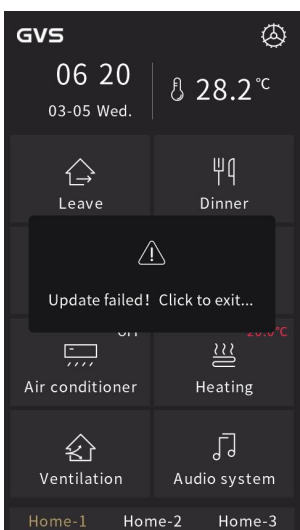 GVS
06 20
03-05 Wed.
28.2℃
Leave
Dinner
Update failed! Click to exit...
Air conditioner
Heating
Ventilation
Audio system
Home-1
Home-2
Home-3